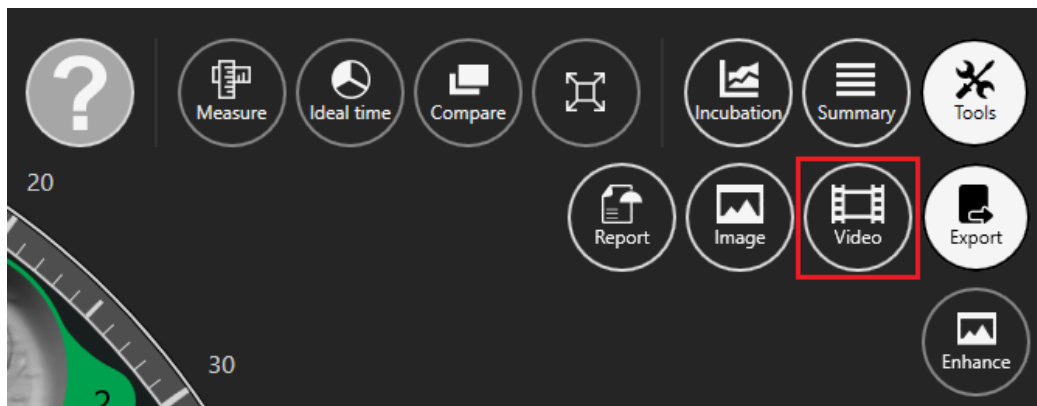 ?
Measure
Ideal time
Compare
Incubation
Summary
Tools
20
Report
Image
Video
Export
30
Enhance
2